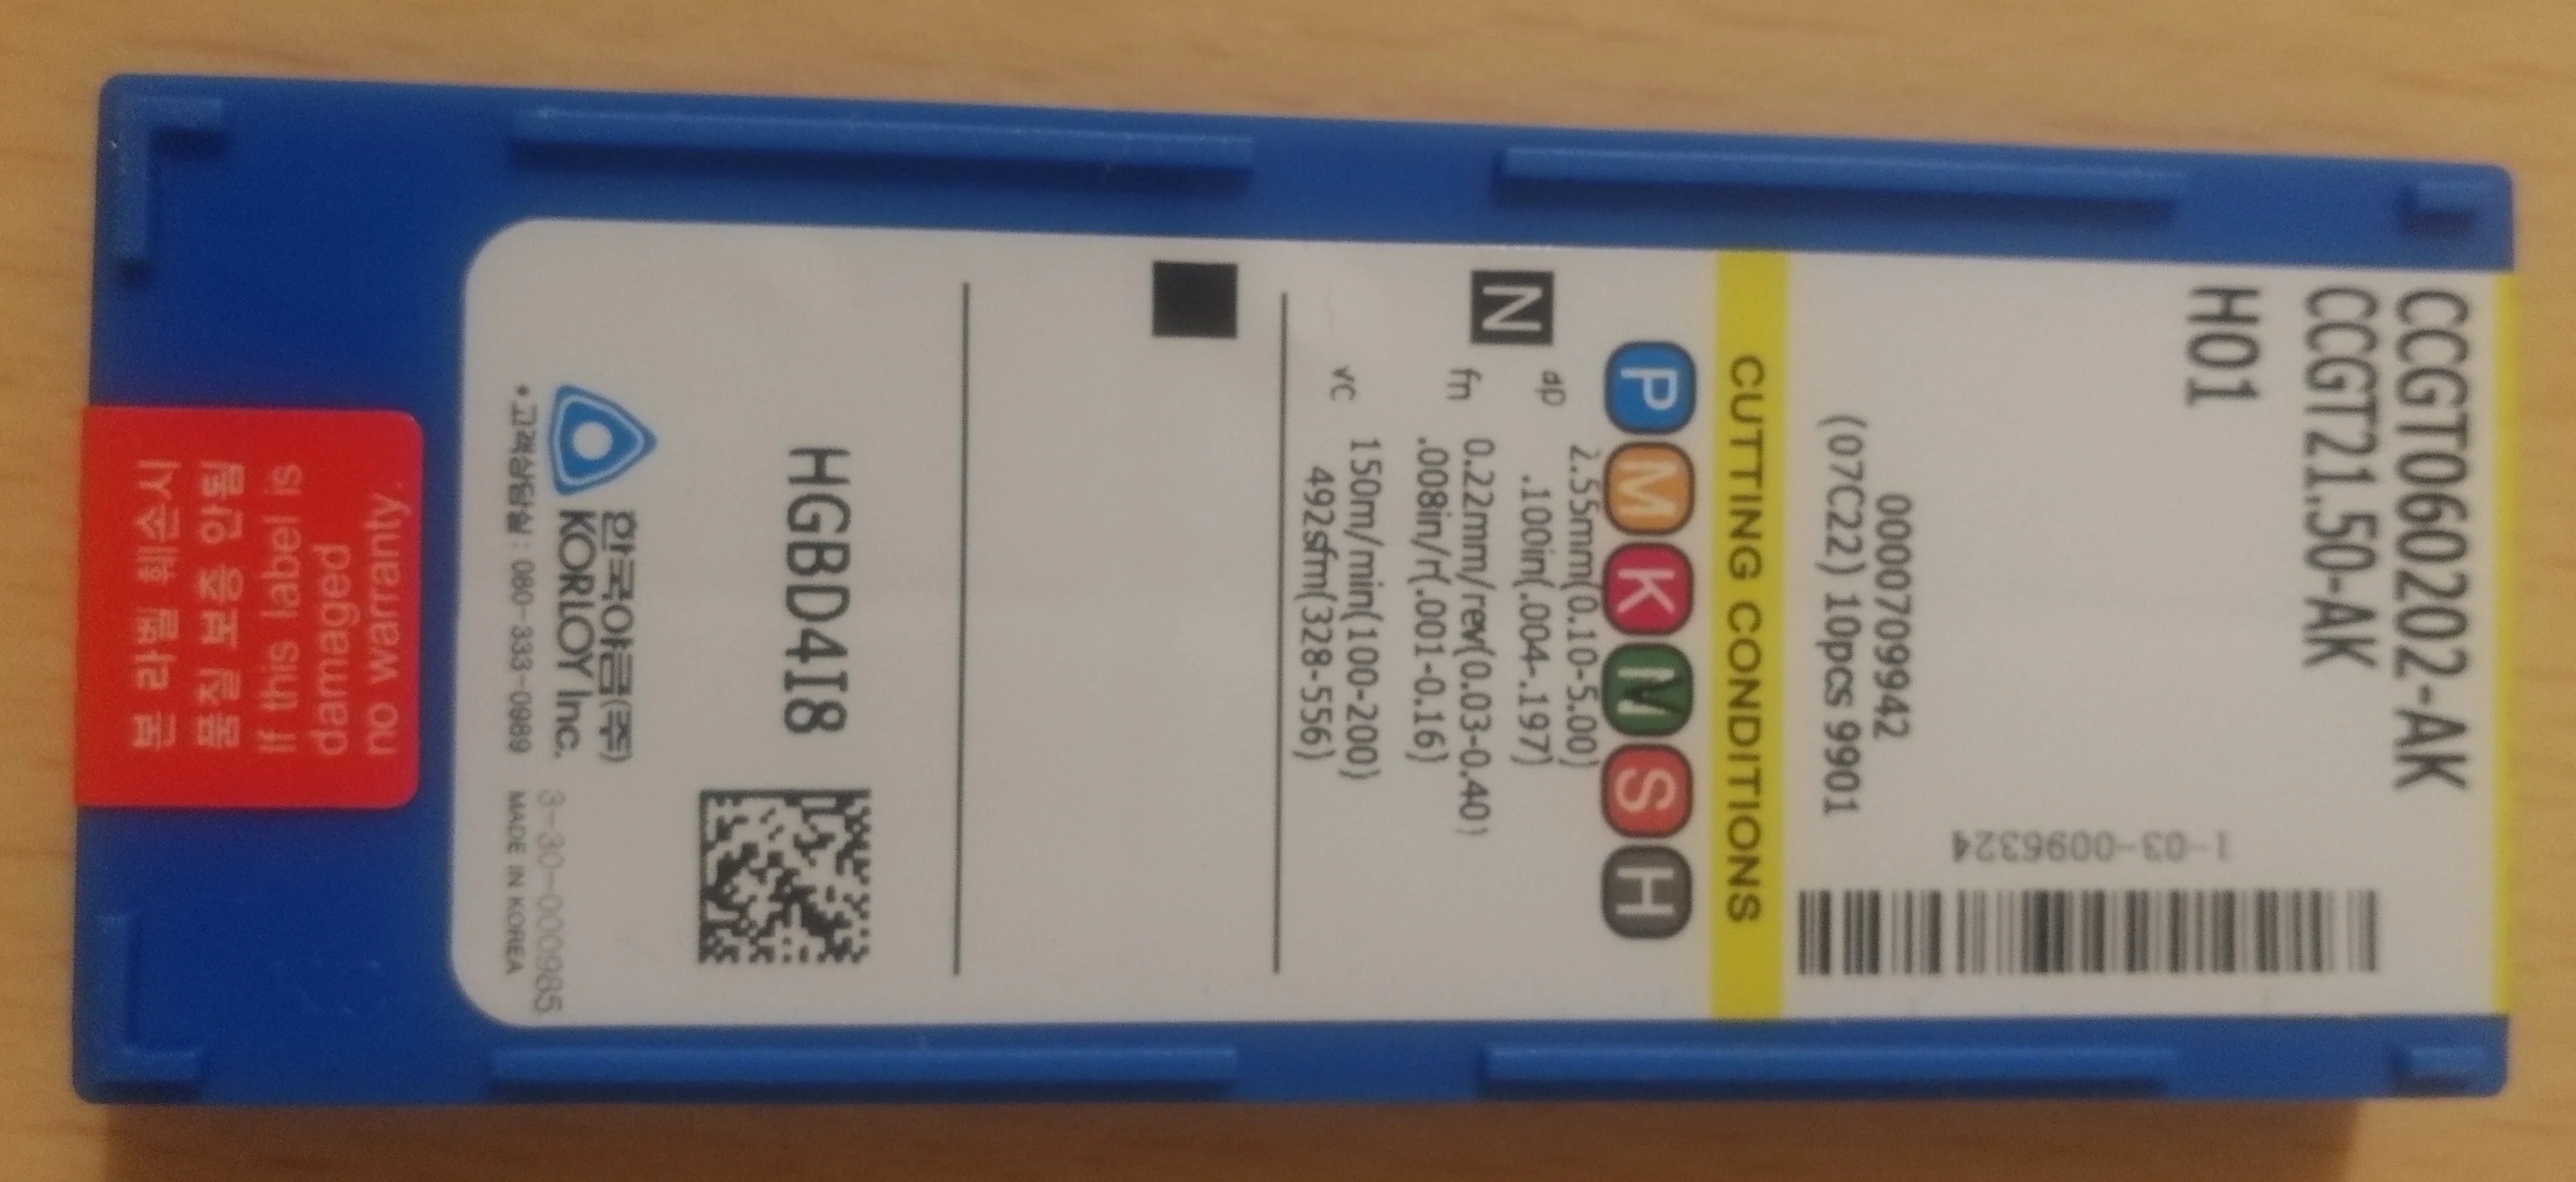 CCGT060202-AK
CCGT21.50-AK
H01
1-03-0096324
0000709942
(07C22) 10pcs 9901
CUTTING CONDITIONS
P M K N S H
N
ap 2.55mm(0.10-5.00)
.100in(.004-.197)
fn 0.22mm/rev(0.03-0.40)
.008in/r(.001-0.16)
vc 150m/min(100-200)
492sfm(328-556)
HGBD4I8
한국야금(주)
KORLOY Inc.
3-30-000985
•고객상담실 : 080-333-0989 MADE IN KOREA
본 라벨 훼손시
품질 보증 안됨
If this label is
damaged
no warranty.